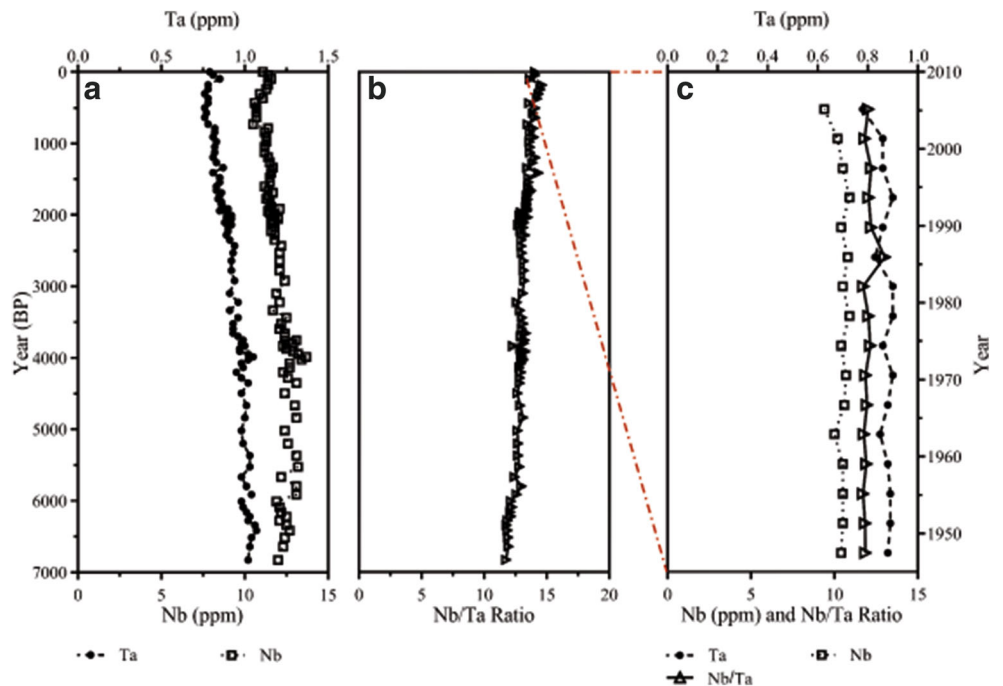 Ta (ppm)
0.0 0.5 1.0 1.5
a
0
1000
2000
3000
4000
5000
6000
7000
Year (BP)
0 5 10 15
Nb (ppm)
b
0 5 10 15 20
Nb/Ta Ratio
Ta (ppm)
0.0 0.2 0.4 0.6 0.8 1.0
c
2010
2000
1990
1980
1970
1960
1950
Year
0 5 10 15
Nb (ppm) and Nb/Ta Ratio
Ta Nb
Ta Nb
Nb/Ta